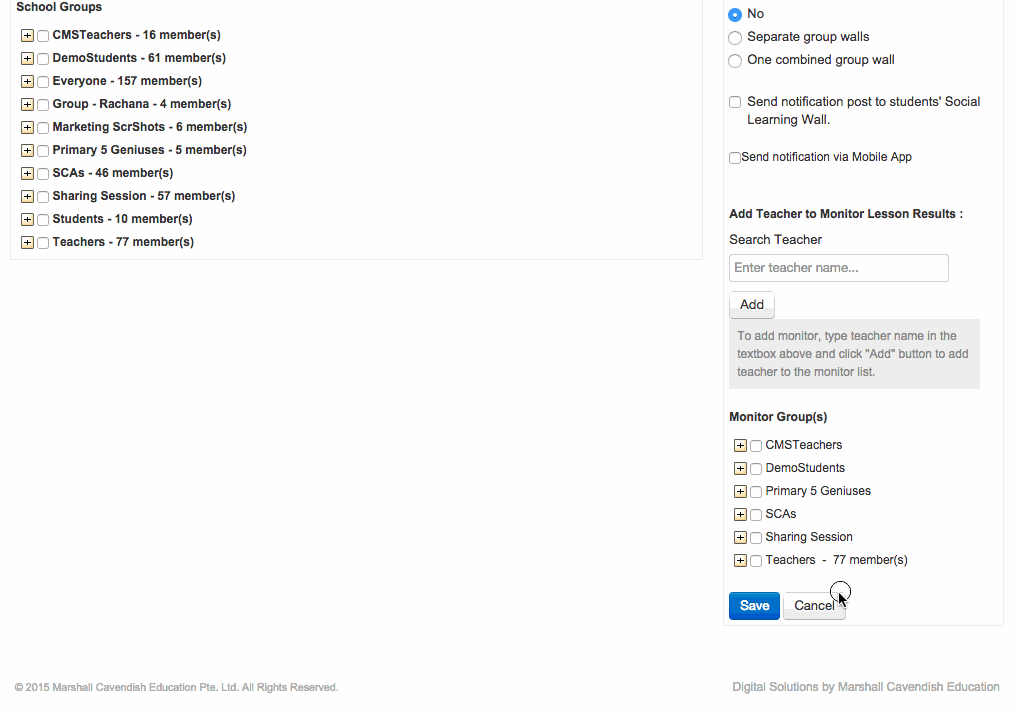 School Groups
CMSTeachers - 16 member(s)
DemoStudents - 61 member(s)
Everyone - 157 member(s)
Group - Rachana - 4 member(s)
Marketing ScrShots - 6 member(s)
Primary 5 Geniuses - 5 member(s)
SCAs - 46 member(s)
Sharing Session - 57 member(s)
Students - 10 member(s)
Teachers - 77 member(s)
No
Separate group walls
One combined group wall
Send notification post to students' Social
Learning Wall.
Send notification via Mobile App
Add Teacher to Monitor Lesson Results :
Search Teacher
Enter teacher name...
Add
To add monitor, type teacher name in the
textbox above and click "Add" button to add
teacher to the monitor list.
Monitor Group(s)
CMSTeachers
DemoStudents
Primary 5 Geniuses
SCAs
Sharing Session
Teachers - 77 member(s)
Save
Cancel
© 2015 Marshall Cavendish Education Pte. Ltd. All Rights Reserved.
Digital Solutions by Marshall Cavendish Education